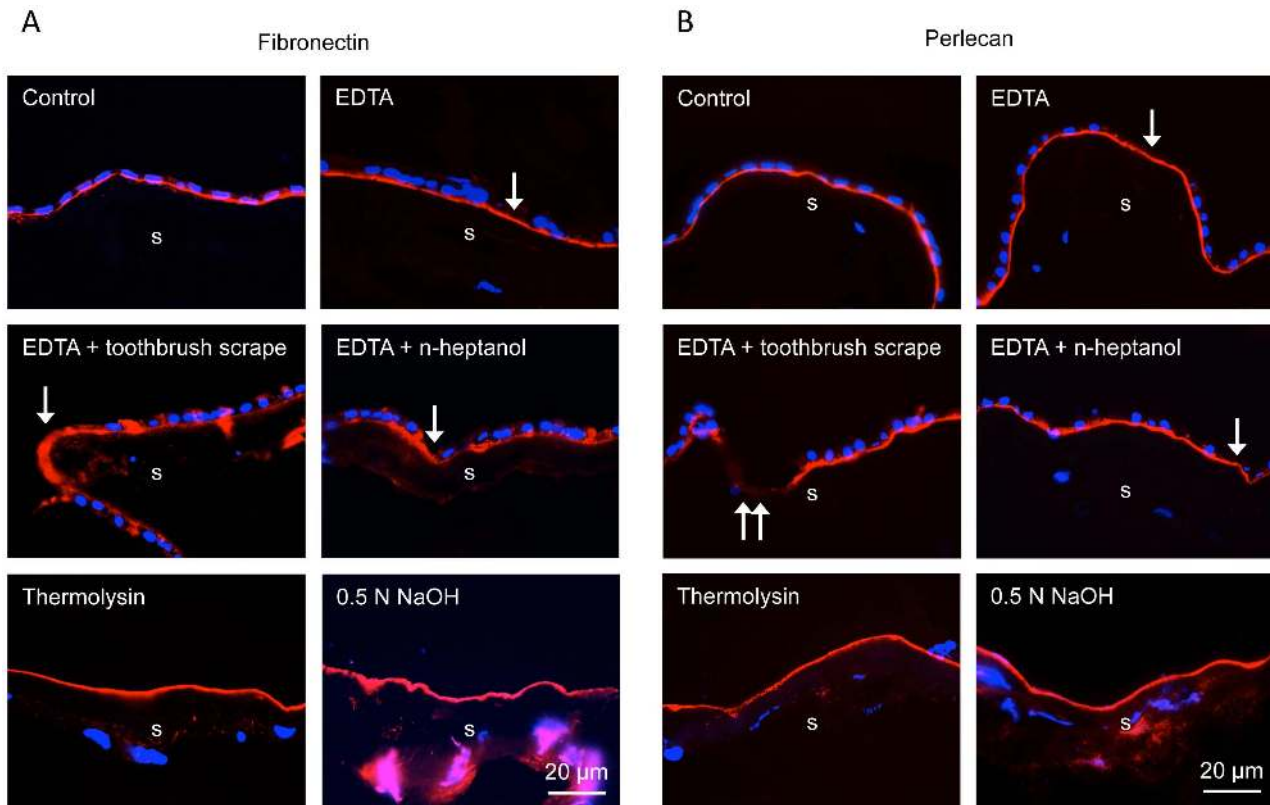 A
Fibronectin
B
Perlecan
Control
EDTA
Control
EDTA
s
s
s
s
EDTA + toothbrush scrape
EDTA + n-heptanol
EDTA + toothbrush scrape
EDTA + n-heptanol
s
s
s
s
Thermolysin
0.5 N NaOH
Thermolysin
0.5 N NaOH
s
s
s
s
20 µm
20 µm